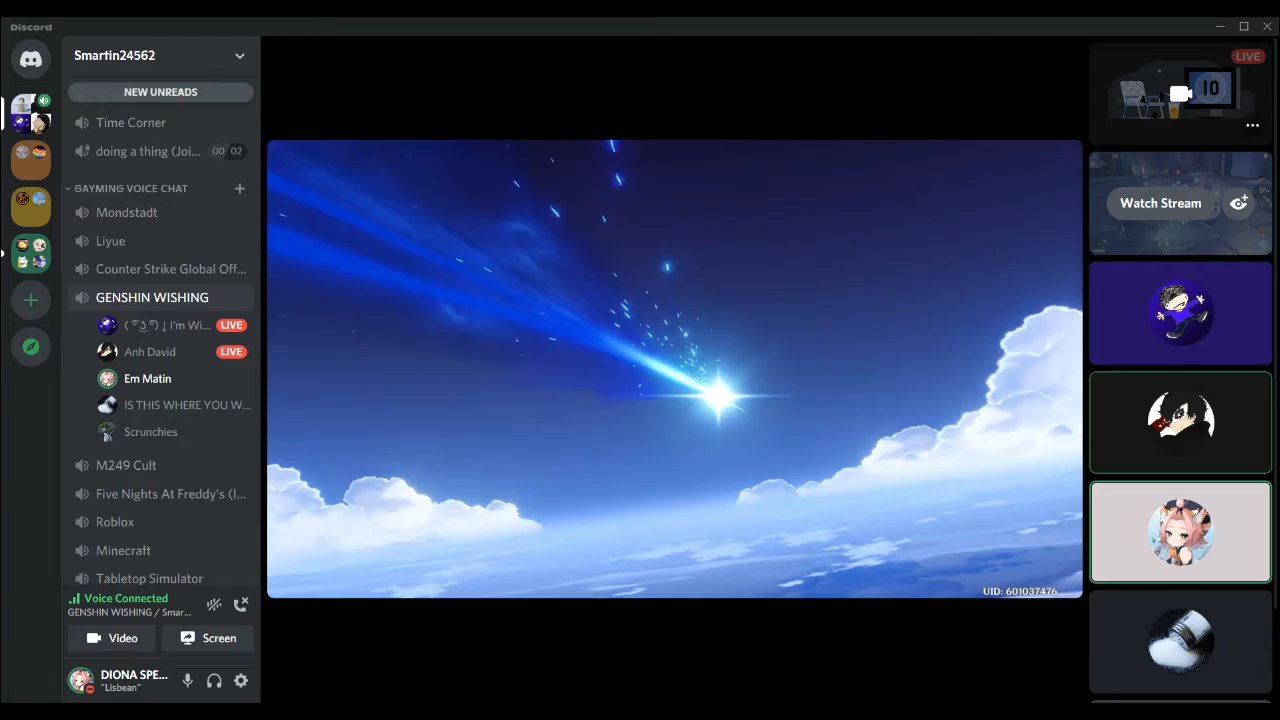 Discord
Smartin24562
NEW UNREADS
Time Corner
doing a thing (Joi... 00 02
GAYMING VOICE CHAT
Mondstadt
Liyue
Counter Strike Global Off...
GENSHIN WISHING
I'm Wi... LIVE
Anh David LIVE
Em Matin
IS THIS WHERE YOU W...
Scrunchies
M249 Cult
Five Nights At Freddy's (I...
Roblox
Minecraft
Tabletop Simulator
Voice Connected
GENSHIN WISHING / Smar...
Video
Screen
DIONA SPE...
"Lisbean"
UID: 601037476
LIVE
10
Watch Stream